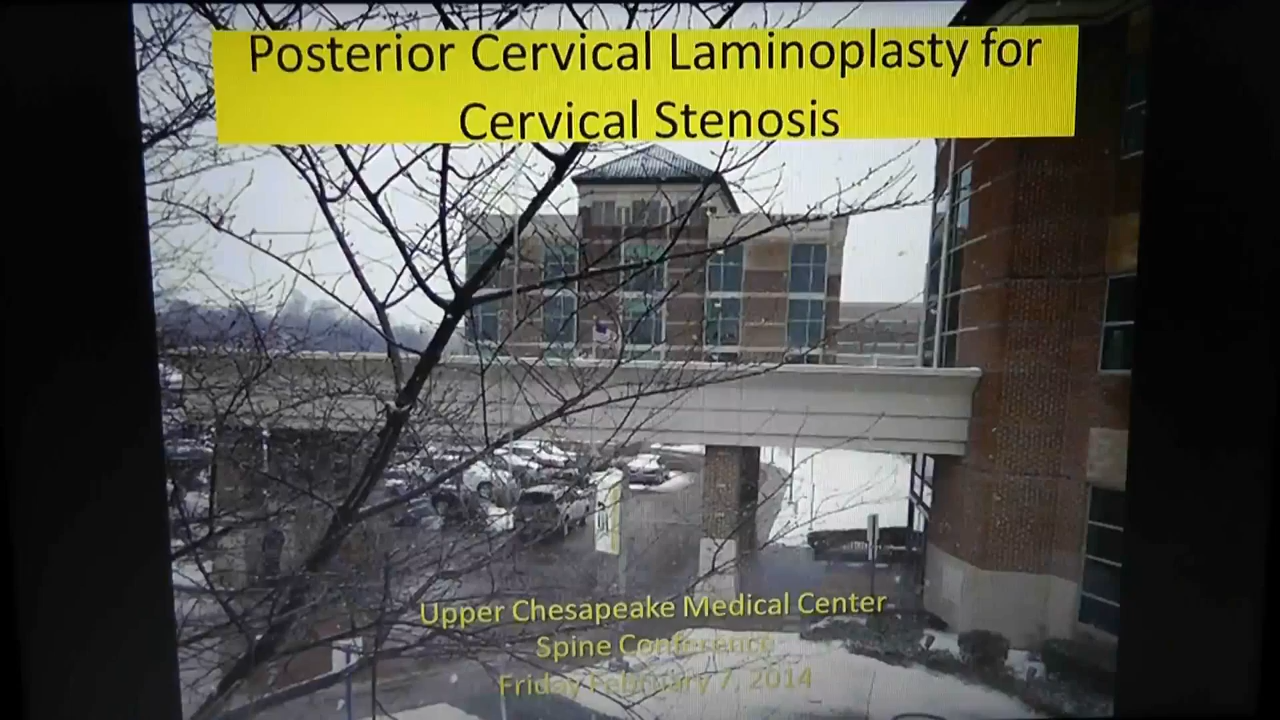 Posterior Cervical Laminoplasty for
Cervical Stenosis
Upper Chesapeake Medical Center
Spine Conference
Friday February 7, 2014